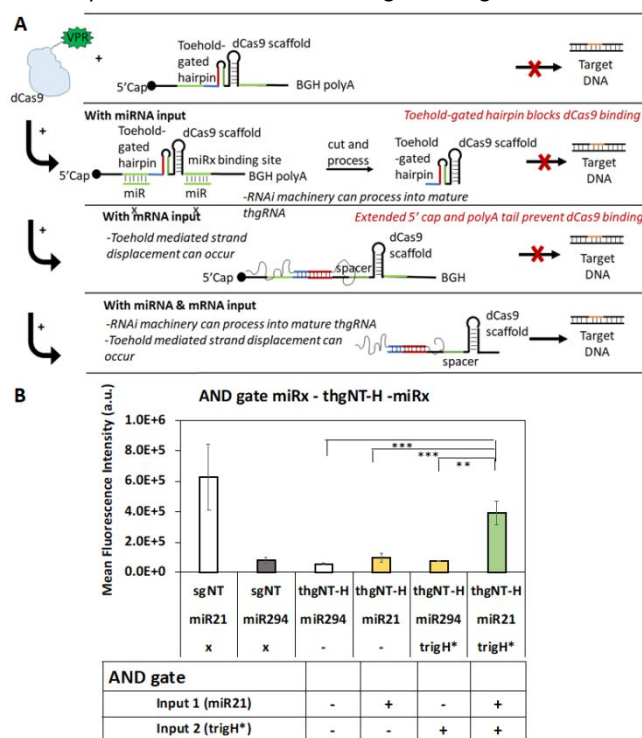 A
VPR
dCas9
+
Toehold-
gated
hairpin
dCas9 scaffold
5'Cap
BGH polyA
Target
DNA
With miRNA input
Toehold-gated hairpin blocks dCas9 binding
+
Toehold-
gated
hairpin
dCas9 scaffold
miRx binding site
5'Cap
BGH polyA
miR
x
miR
x
cut and
process
Toehold
-gated
hairpin
dCas9 scaffold
Target
DNA
-RNAi machinery can process into mature
thgRNA
With mRNA input
Extended 5' cap and polyA tail prevent dCas9 binding
+
-Toehold mediated strand
displacement can occur
dCas9
scaffold
spacer
5'Cap
BGH
Target
DNA
With miRNA & mRNA input
+
-RNAi machinery can process into mature thgRNA
-Toehold mediated strand displacement can
occur
dCas9
scaffold
spacer
Target
DNA
B
AND gate miRx - thgNT-H -miRx
Mean Fluorescence Intensity (a.u.)
1.0E+6
8.0E+5
6.0E+5
4.0E+5
2.0E+5
0.0E+0
***
***
**
sgNT sgNT thgNT-H thgNT-H thgNT-H thgNT-H
miR21 miR294 miR294 miR21 miR294 miR21
x x - - trigH* trigH*
AND gate
Input 1 (miR21) - + - +
Input 2 (trigH*) - - + +